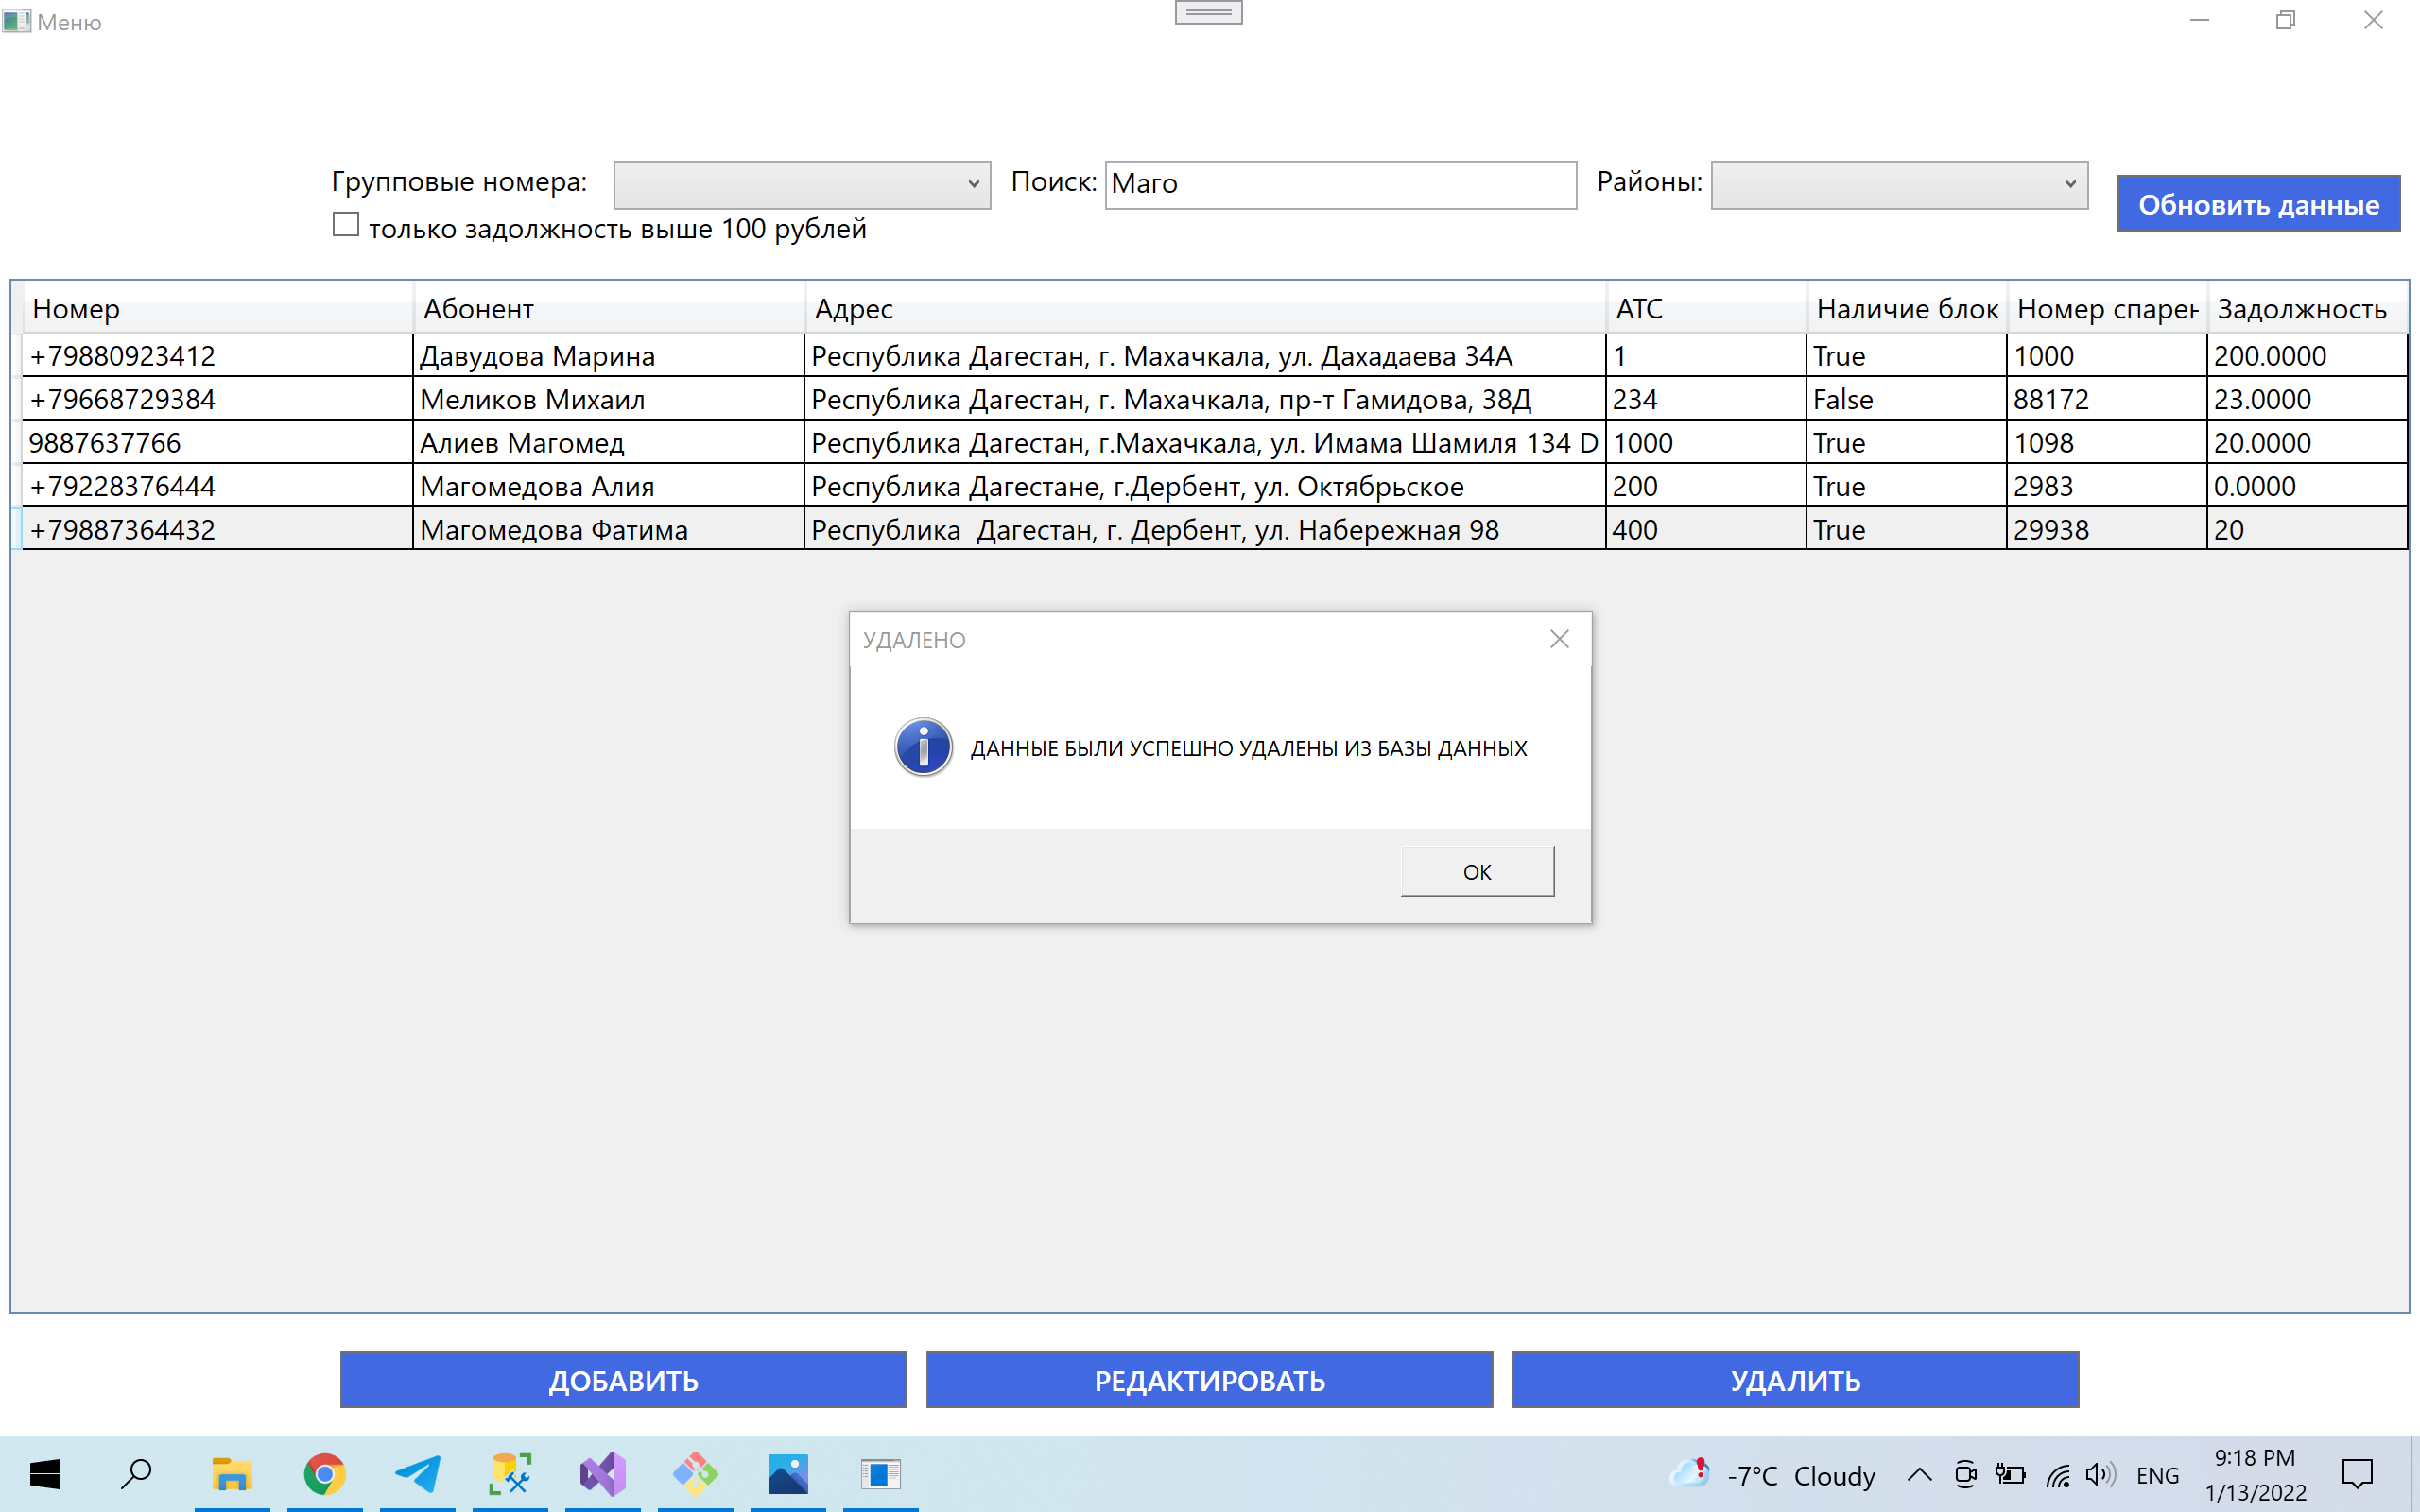 Меню
Групповые номера: Поиск: Маго Районы: Обновить данные
только задолжность выше 100 рублей
Номер Абонент Адрес АТС Наличие блок Номер спарен Задолжность
+79880923412 Давудова Марина Республика Дагестан, г. Махачкала, ул. Дахадаева 34А 1 True 1000 200.0000
+79668729384 Меликов Михаил Республика Дагестан, г. Махачкала, пр-т Гамидова, 38Д 234 False 88172 23.0000
9887637766 Алиев Магомед Республика Дагестан, г.Махачкала, ул. Имама Шамиля 134 D 1000 True 1098 20.0000
+79228376444 Магомедова Алия Республика Дагестане, г.Дербент, ул. Октябрьское 200 True 2983 0.0000
+79887364432 Магомедова Фатима Республика  Дагестан, г. Дербент, ул. Набережная 98 400 True 29938 20
УДАЛЕНО
ДАННЫЕ БЫЛИ УСПЕШНО УДАЛЕНЫ ИЗ БАЗЫ ДАННЫХ
ОК
ДОБАВИТЬ РЕДАКТИРОВАТЬ УДАЛИТЬ
-7°C Cloudy ENG 9:18 PM
1/13/2022